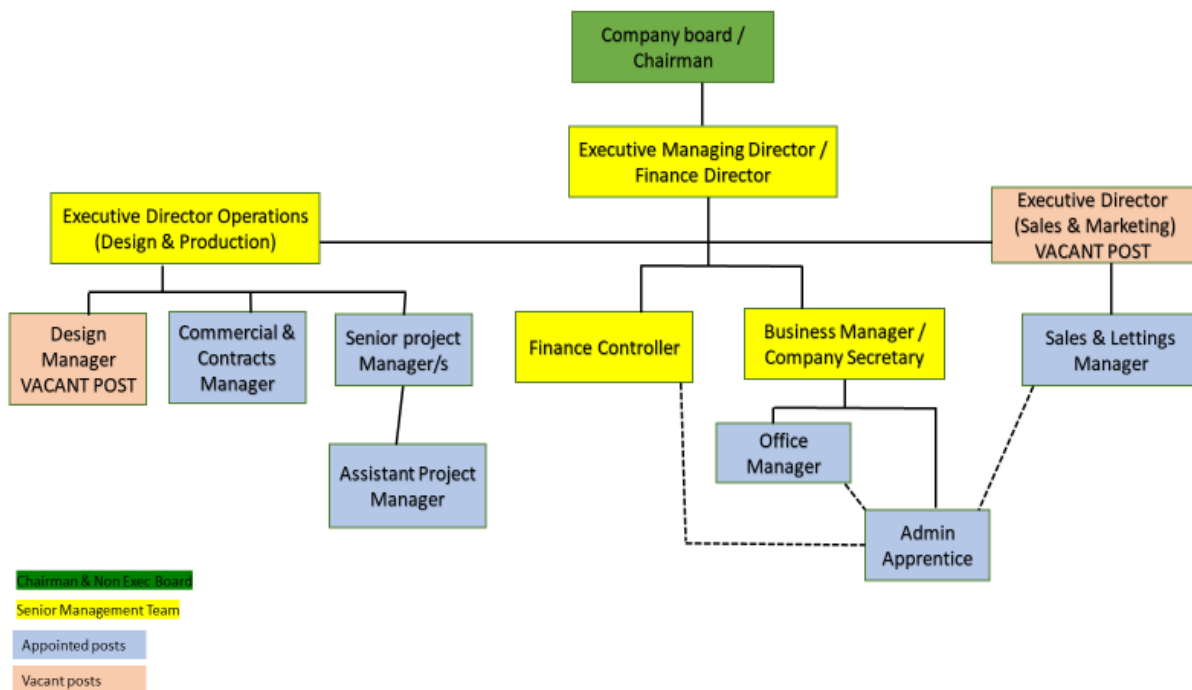 Company board /
Chairman
Executive Managing Director /
Finance Director
Executive Director Operations
(Design & Production)
Executive Director
(Sales & Marketing)
VACANT POST
Design
Manager
VACANT POST
Commercial &
Contracts
Manager
Senior project
Manager/s
Finance Controller
Business Manager /
Company Secretary
Sales & Lettings
Manager
Assistant Project
Manager
Office
Manager
Admin
Apprentice
Chairman & Non Exec Board
Senior Management Team
Appointed posts
Vacant posts